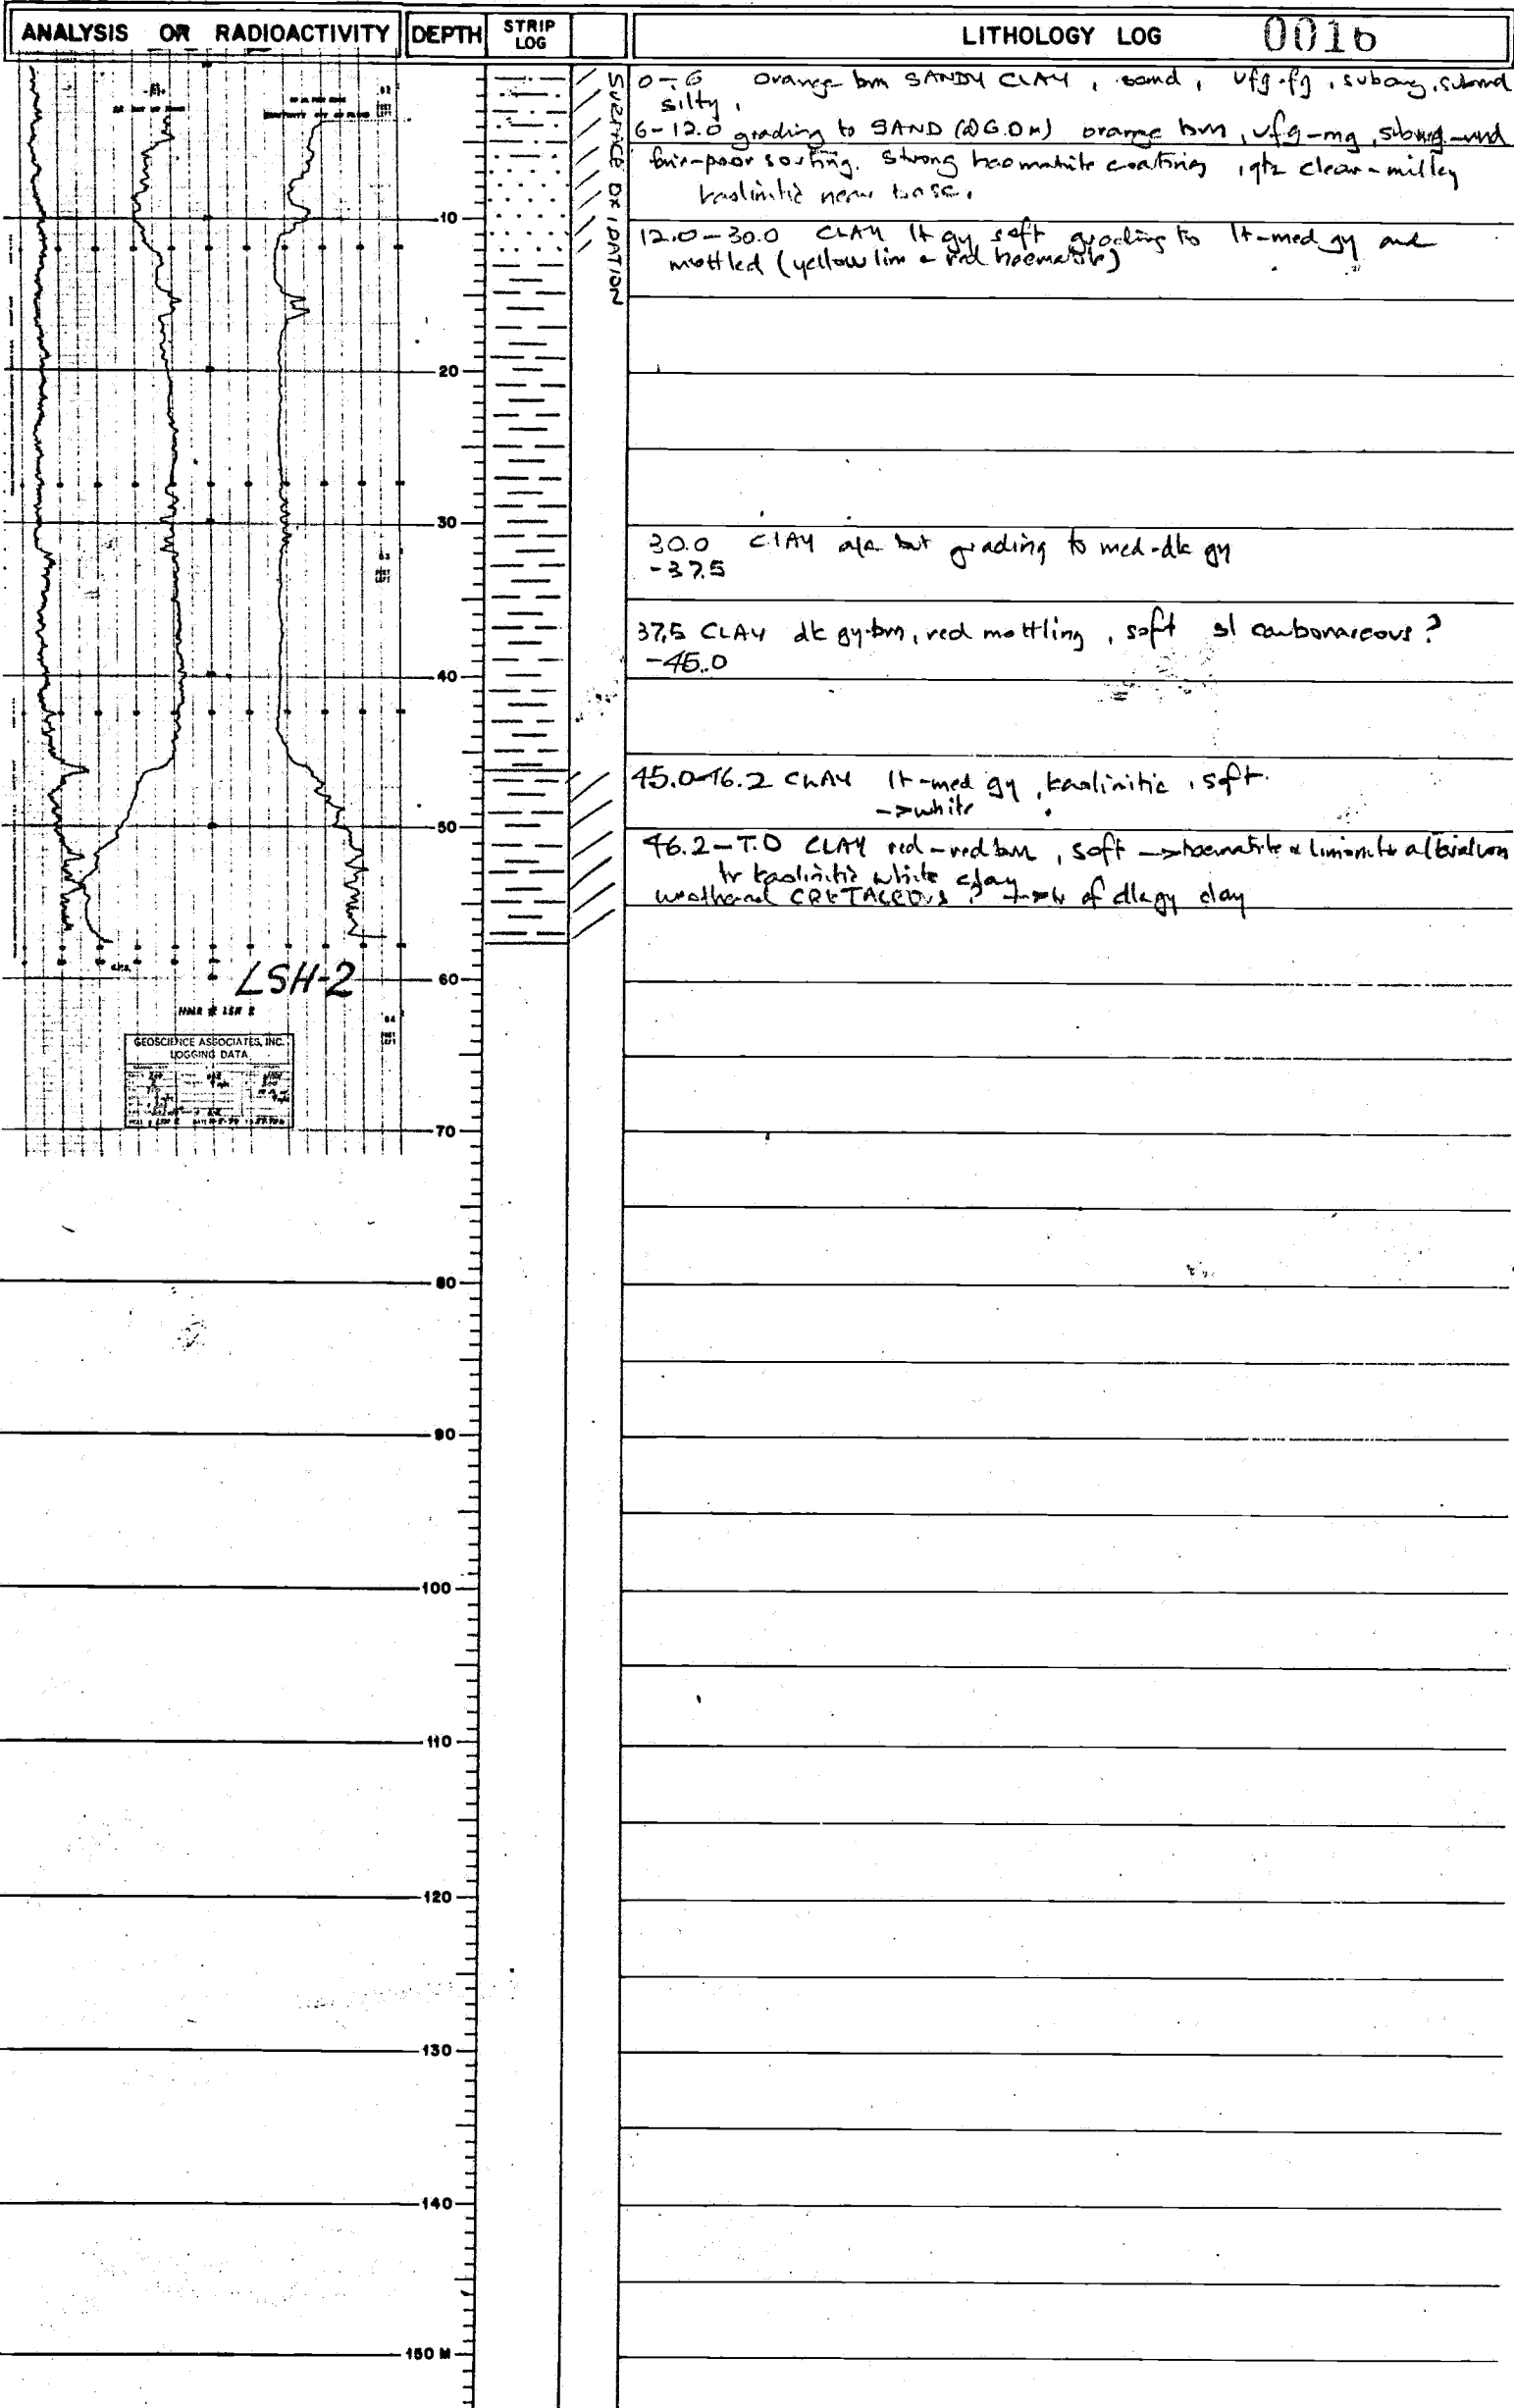 ANALYSIS OR RADIOACTIVITY
DEPTH
STRIP LOG
LITHOLOGY LOG
0016
SURFACE OXIDATION
0-6 orange brn SANDY CLAY, sand, vfg-fg, subang, subrnd
silty,
6-12.0 grading to SAND (@6.0m) orange brn, vfg-mg, subang-rnd
fair-poor sorting. Strong haematite coating, qtz clear-milky
kaolinitic near base.
10
12.0-30.0 CLAY lt gy, soft grading to lt-med gy and
mottled (yellow lim & red haematite)
20
30
30.0 CLAY a/a but grading to med-dk gy
-37.5
37.5 CLAY dk gy-brn, red mottling, soft sl carbonaceous?
-45.0
40
45.0-46.2 CLAY lt-med gy, kaolinitic, soft.
->white
50
46.2-T.D CLAY red-red brn, soft -> haematite & limonite alteration
tr kaolinitic white clay
weathered CRETACEOUS? of dk gy clay
LSH-2
60
GEOSCIENCE ASSOCIATES, INC.
LOGGING DATA
70
80
90
100
110
120
130
140
150 M